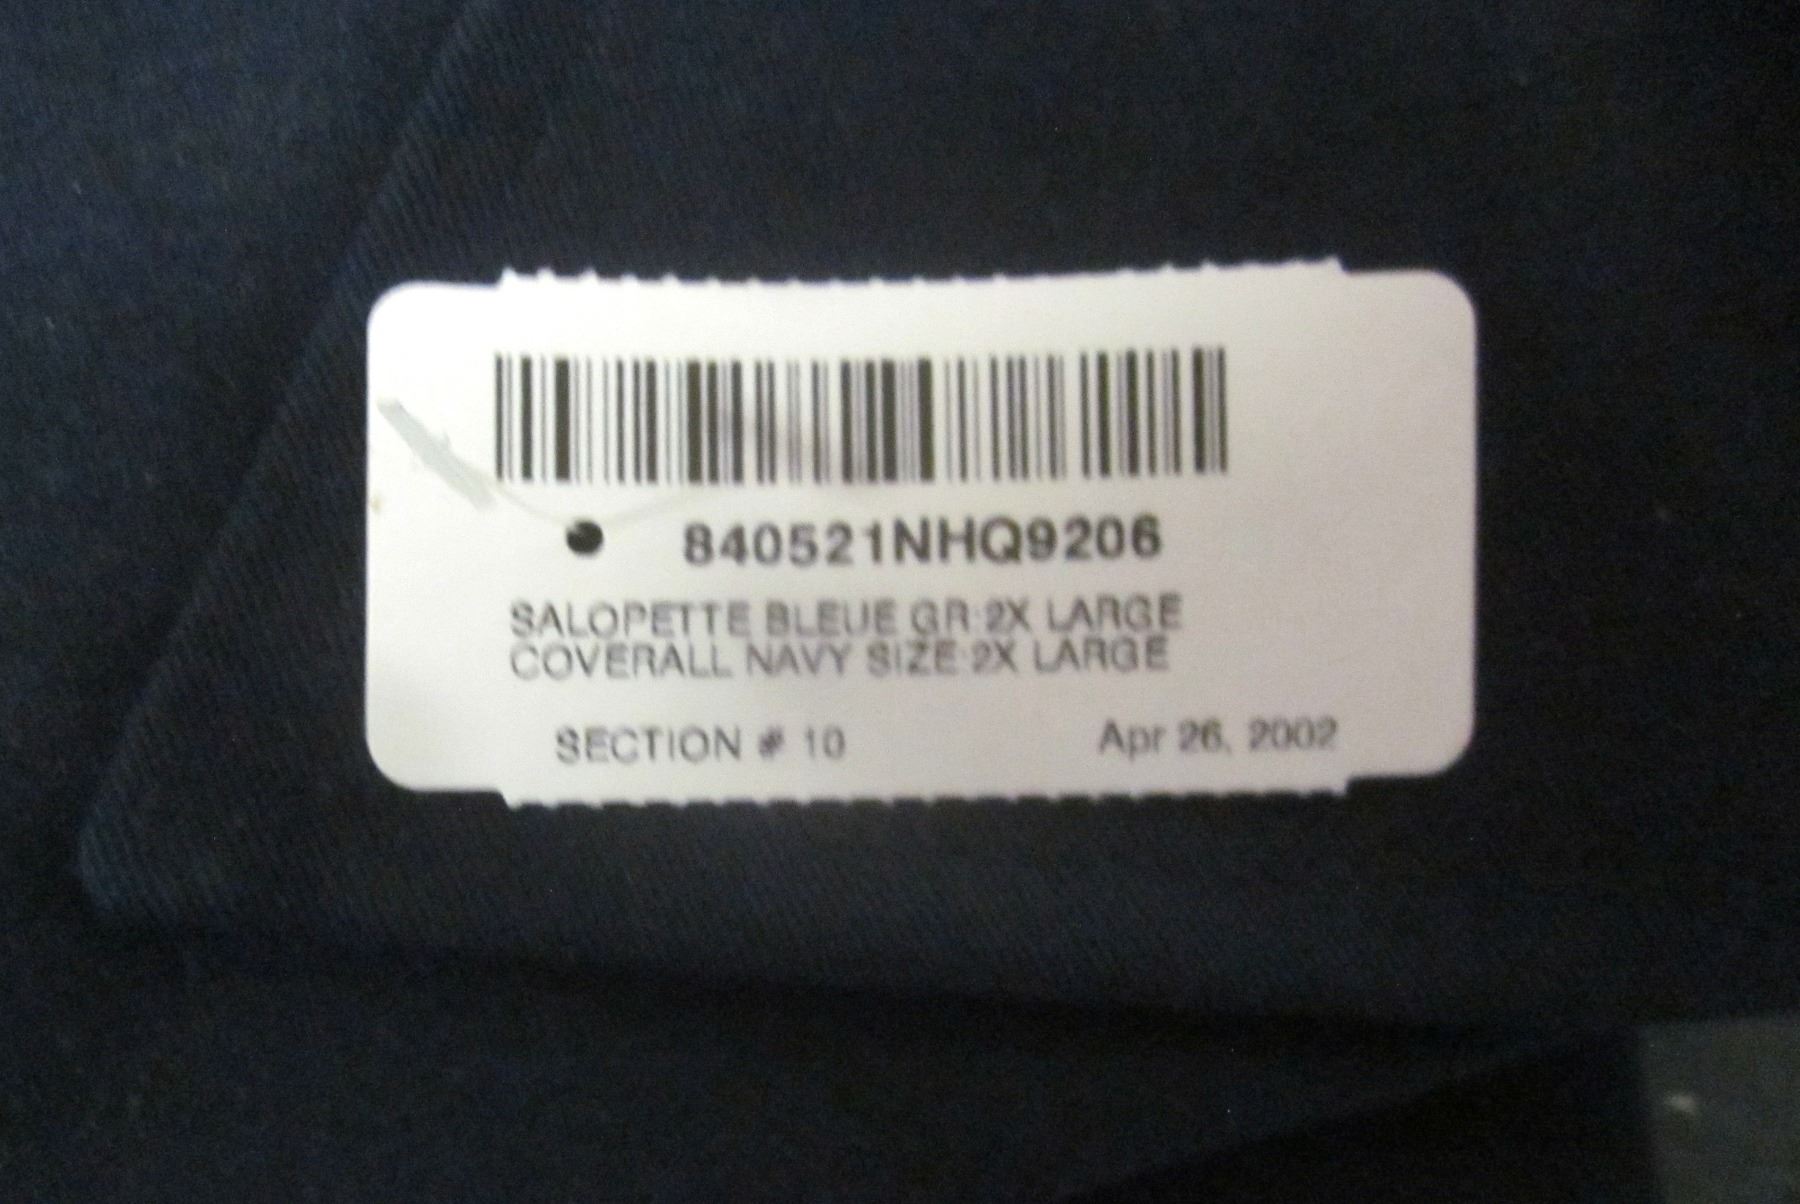 840521NHQ9206
SALOPETTE BLEUE GR:2X LARGE
COVERALL NAVY SIZE:2X LARGE
SECTION # 10 Apr 26, 2002